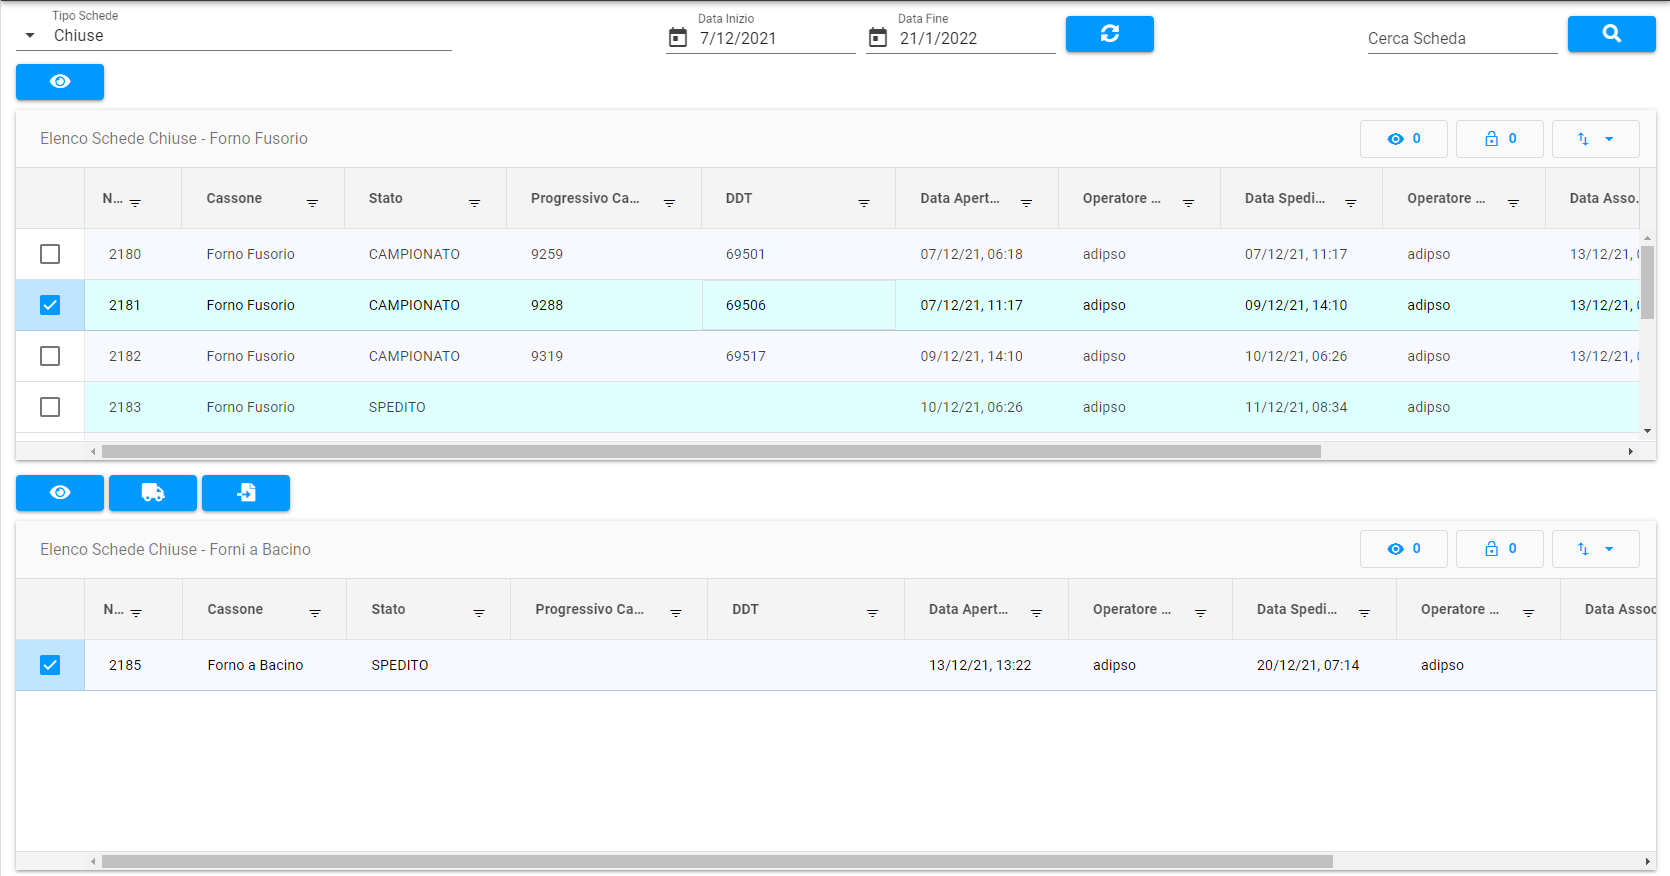 Tipo Schede
Chiuse
Data Inizio
7/12/2021
Data Fine
21/1/2022
Cerca Scheda
Elenco Schede Chiuse - Forno Fusorio
0
0
N... Cassone Stato Progressivo Ca... DDT Data Apert... Operatore ... Data Spedi... Operatore ... Data Asso.
2180 Forno Fusorio CAMPIONATO 9259 69501 07/12/21, 06:18 adipso 07/12/21, 11:17 adipso 13/12/21,
2181 Forno Fusorio CAMPIONATO 9288 69506 07/12/21, 11:17 adipso 09/12/21, 14:10 adipso 13/12/21,
2182 Forno Fusorio CAMPIONATO 9319 69517 09/12/21, 14:10 adipso 10/12/21, 06:26 adipso 13/12/21,
2183 Forno Fusorio SPEDITO 10/12/21, 06:26 adipso 11/12/21, 08:34 adipso
Elenco Schede Chiuse - Forni a Bacino
0
0
N... Cassone Stato Progressivo Ca... DDT Data Apert... Operatore ... Data Spedi... Operatore ... Data Assoc
2185 Forno a Bacino SPEDITO 13/12/21, 13:22 adipso 20/12/21, 07:14 adipso